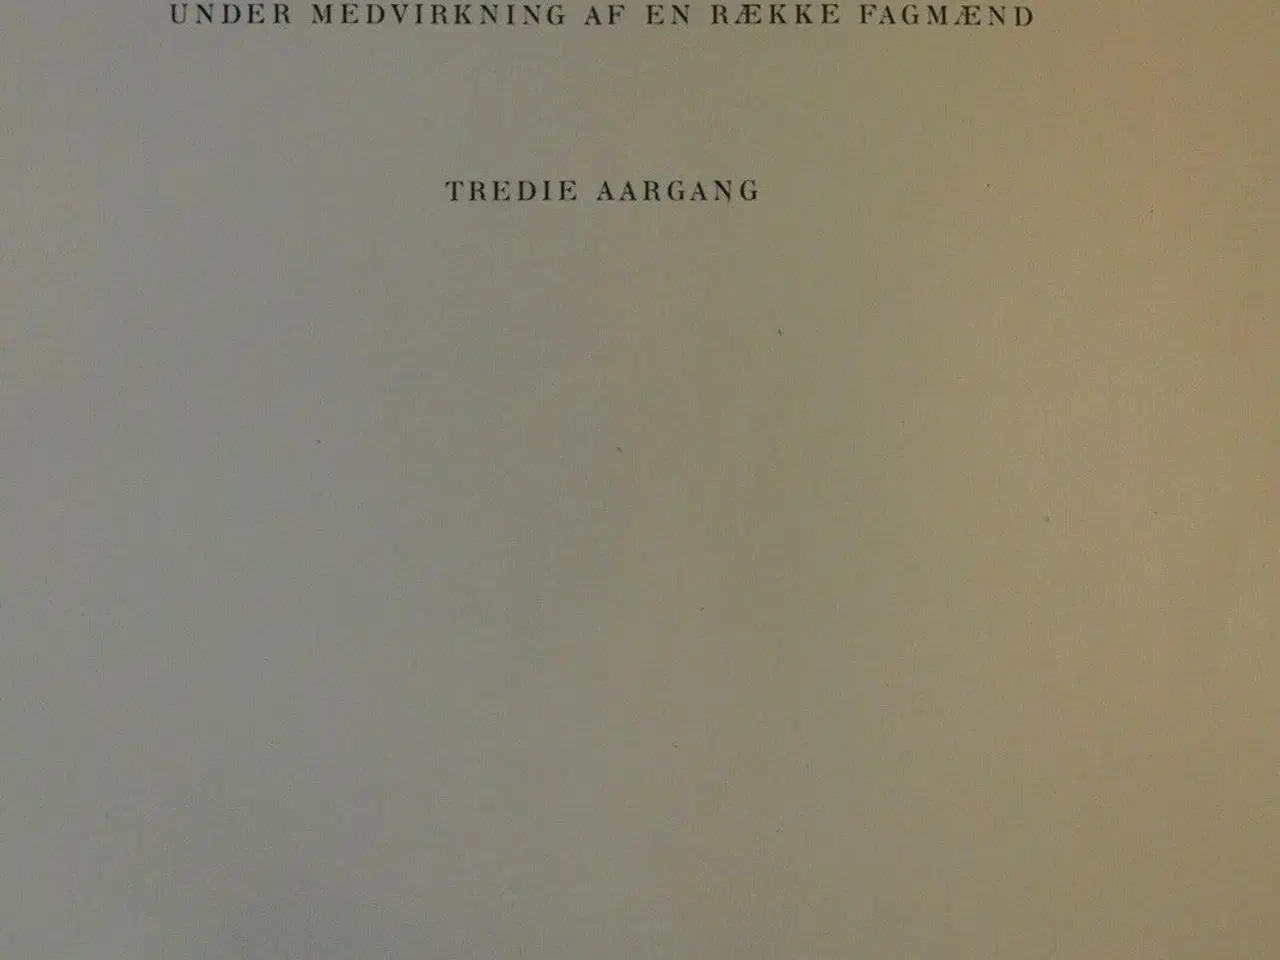 UNDER MEDVIRKNING AF EN RÆKKE FAGMÆND
TREDIE AARGANG